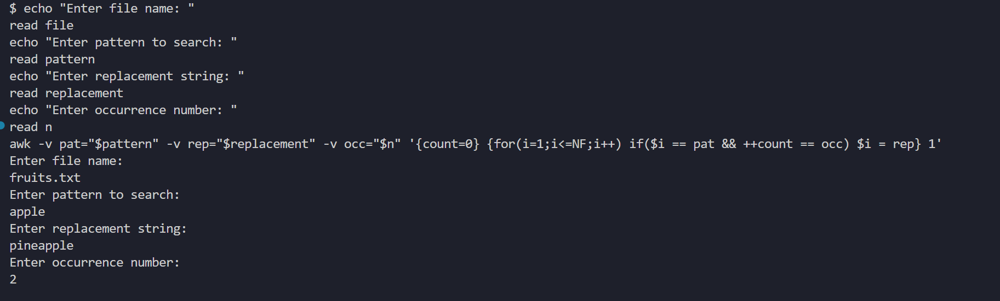 $ echo "Enter file name: "
read file
echo "Enter pattern to search: "
read pattern
echo "Enter replacement string: "
read replacement
echo "Enter occurrence number: "
read n
awk -v pat="$pattern" -v rep="$replacement" -v occ="$n" '{count=0} {for(i=1;i<=NF;i++) if($i == pat && ++count == occ) $i = rep} 1'
Enter file name:
fruits.txt
Enter pattern to search:
apple
Enter replacement string:
pineapple
Enter occurrence number:
2